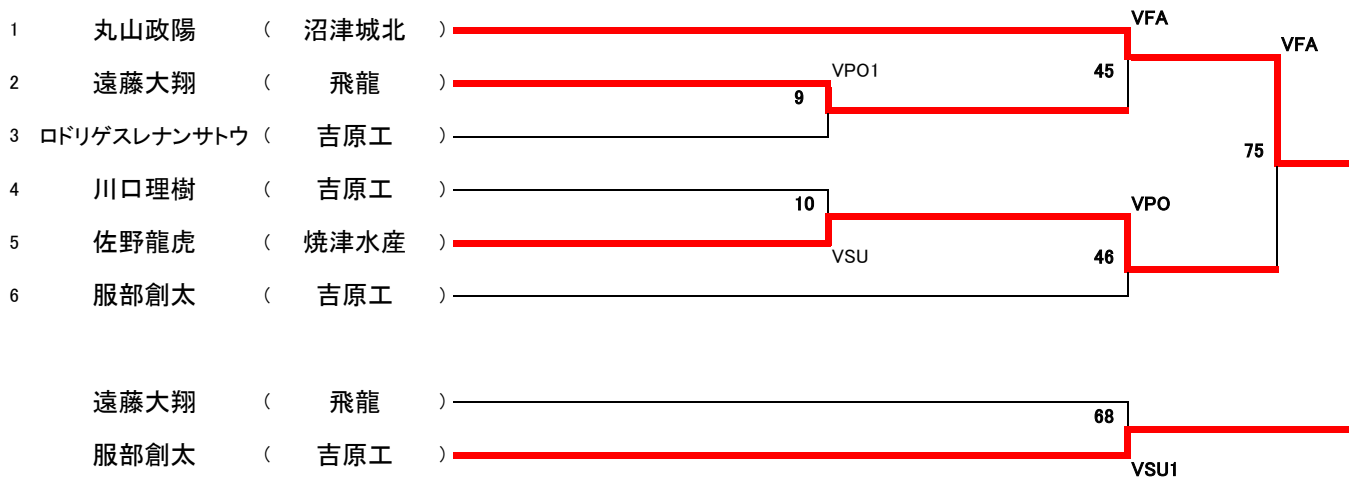 VFA
1 丸山政陽 ( 沼津城北 )
VFA
2 遠藤大翔 ( 飛龍 ) VPO1 45
9
3 ロドリゲスレナンサトウ ( 吉原工 )
75
4 川口理樹 ( 吉原工 )
10 VPO
5 佐野龍虎 ( 焼津水産 )
VSU 46
6 服部創太 ( 吉原工 )
遠藤大翔 ( 飛龍 )
68
服部創太 ( 吉原工 )
VSU1